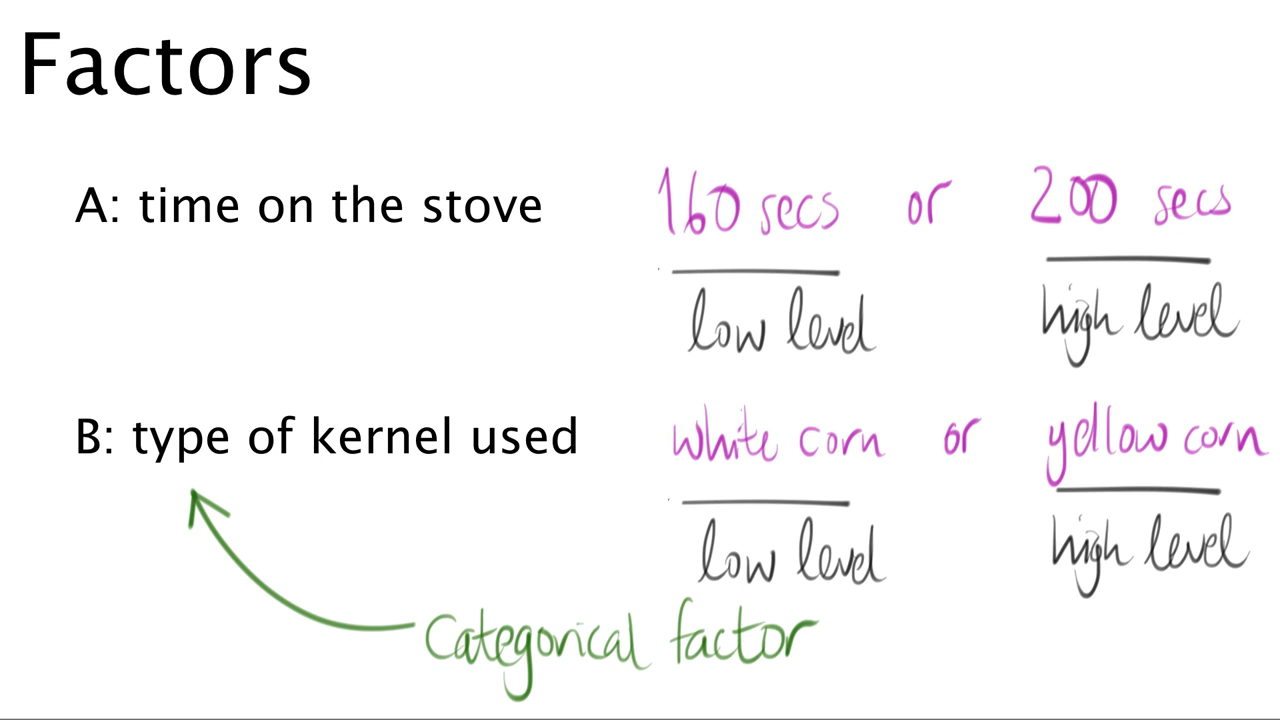 Factors
A: time on the stove 160 secs or 200 secs
low level high level
B: type of kernel used white corn or yellow corn
low level high level
Categorical factor